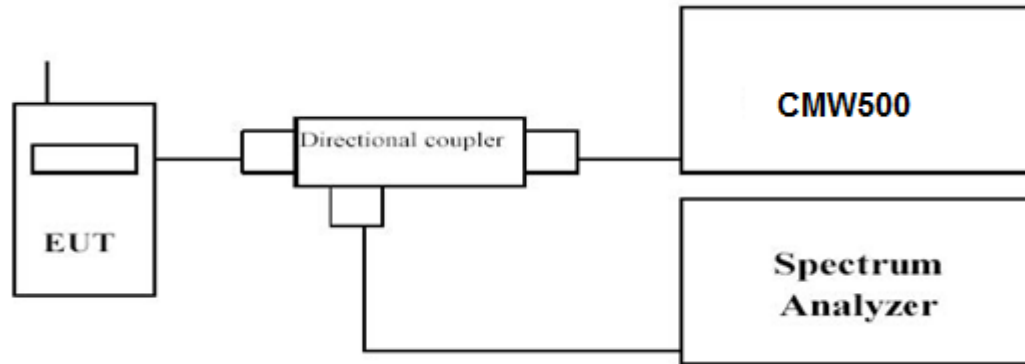 CMW500
Directional coupler
EUT
Spectrum
Analyzer